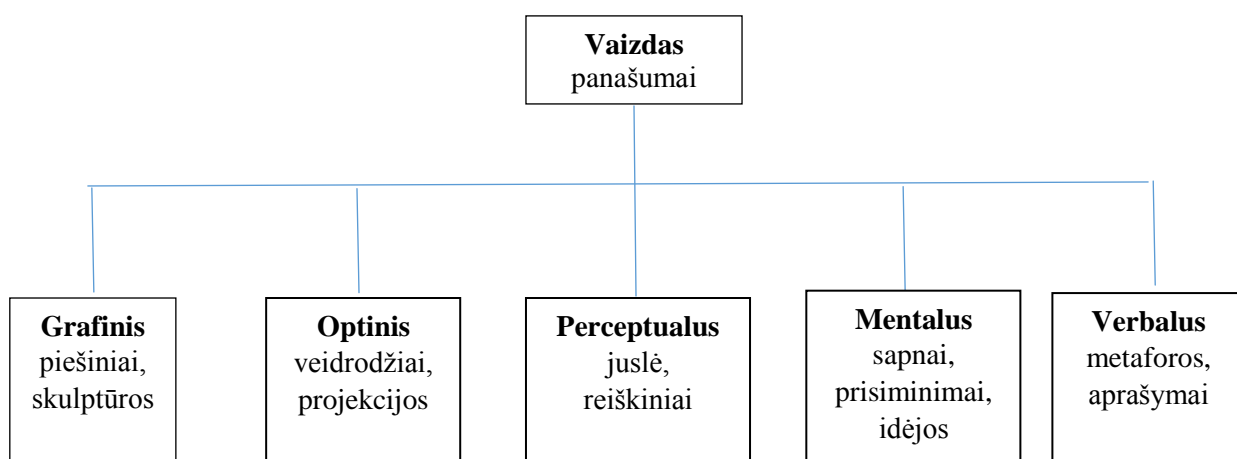 Vaizdas
panašumai
Grafinis
piešiniai,
skulptūros
Optinis
veidrodžiai,
projekcijos
Perceptualus
juslė,
reiškiniai
Mentalus
sapnai,
prisiminimai,
idėjos
Verbalus
metaforos,
aprašymai